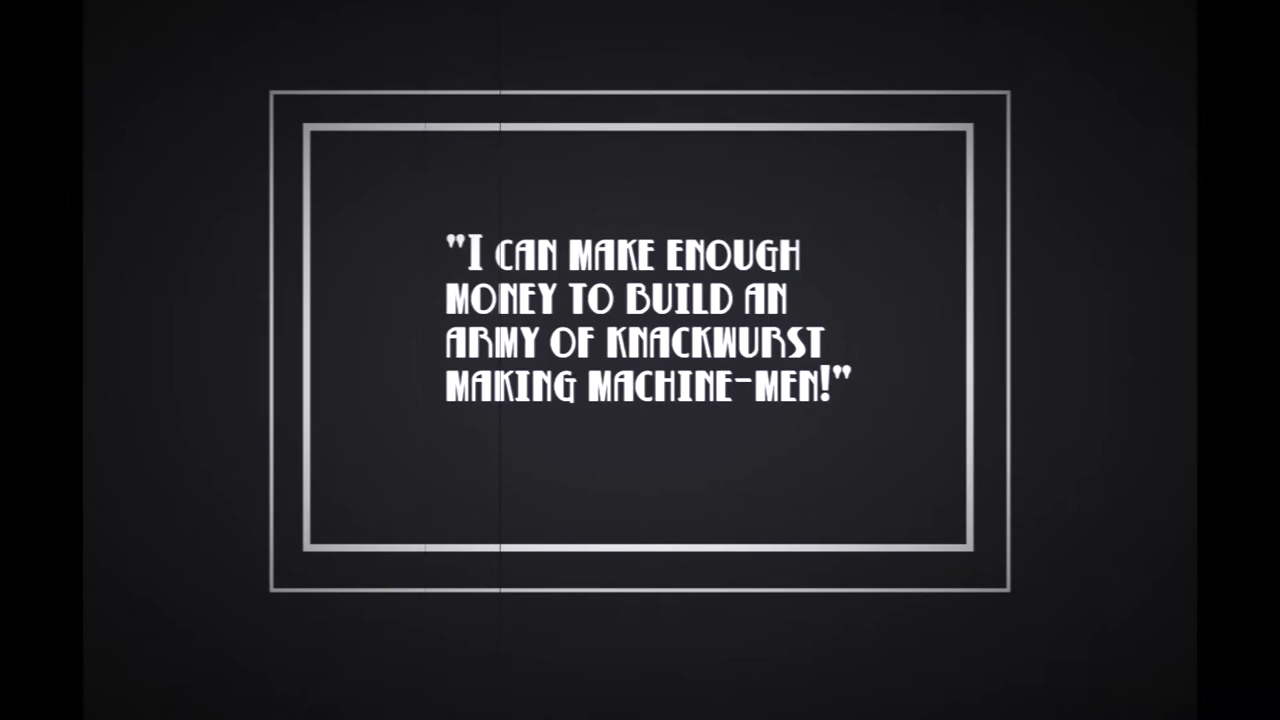 "I CAN MAKE ENOUGH
MONEY TO BUILD AN
ARMY OF KNACKWURST
MAKING MACHINE-MEN!"